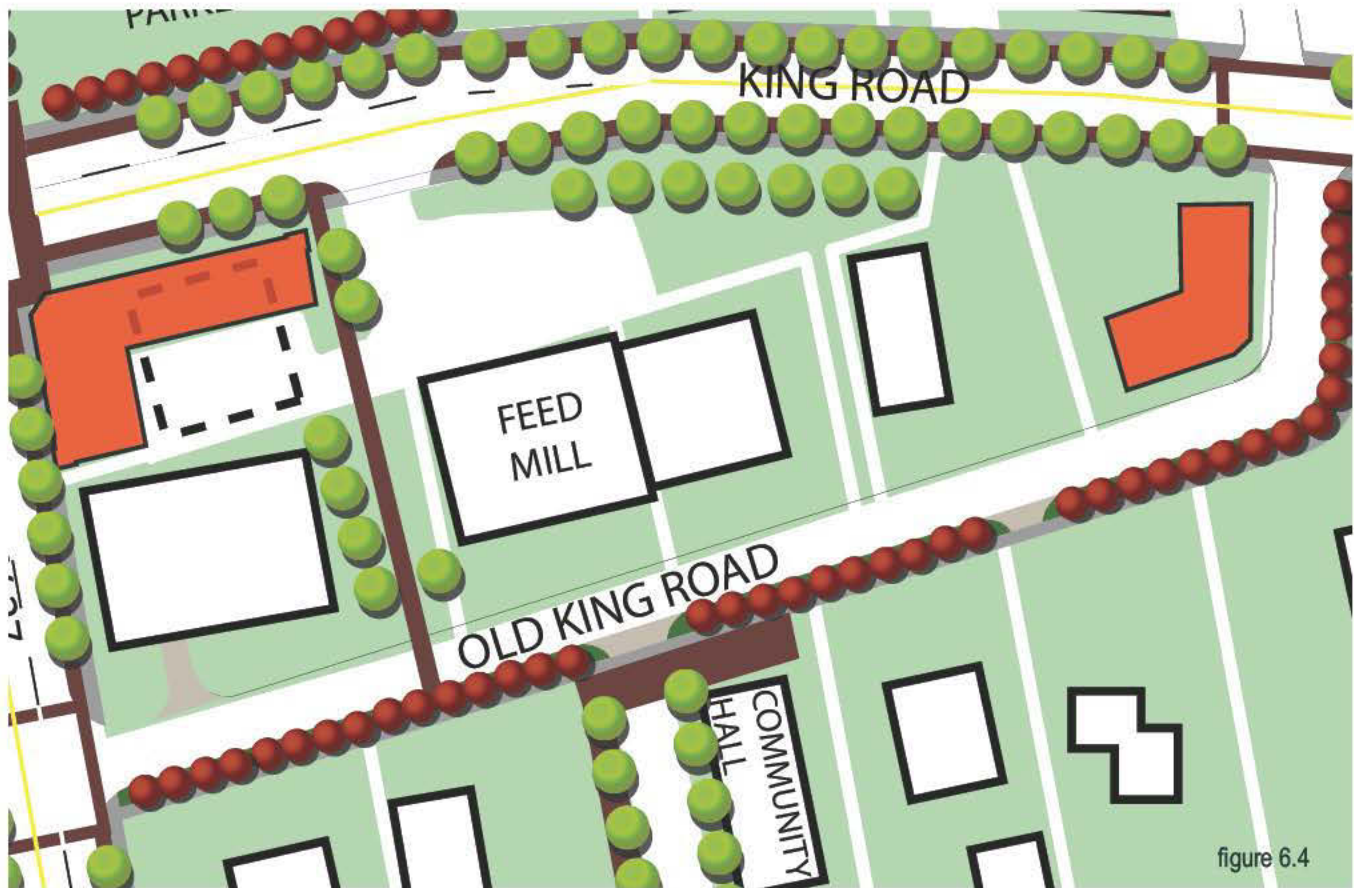 KING ROAD
FEED
MILL
OLD KING ROAD
COMMUNITY
HALL
figure 6.4